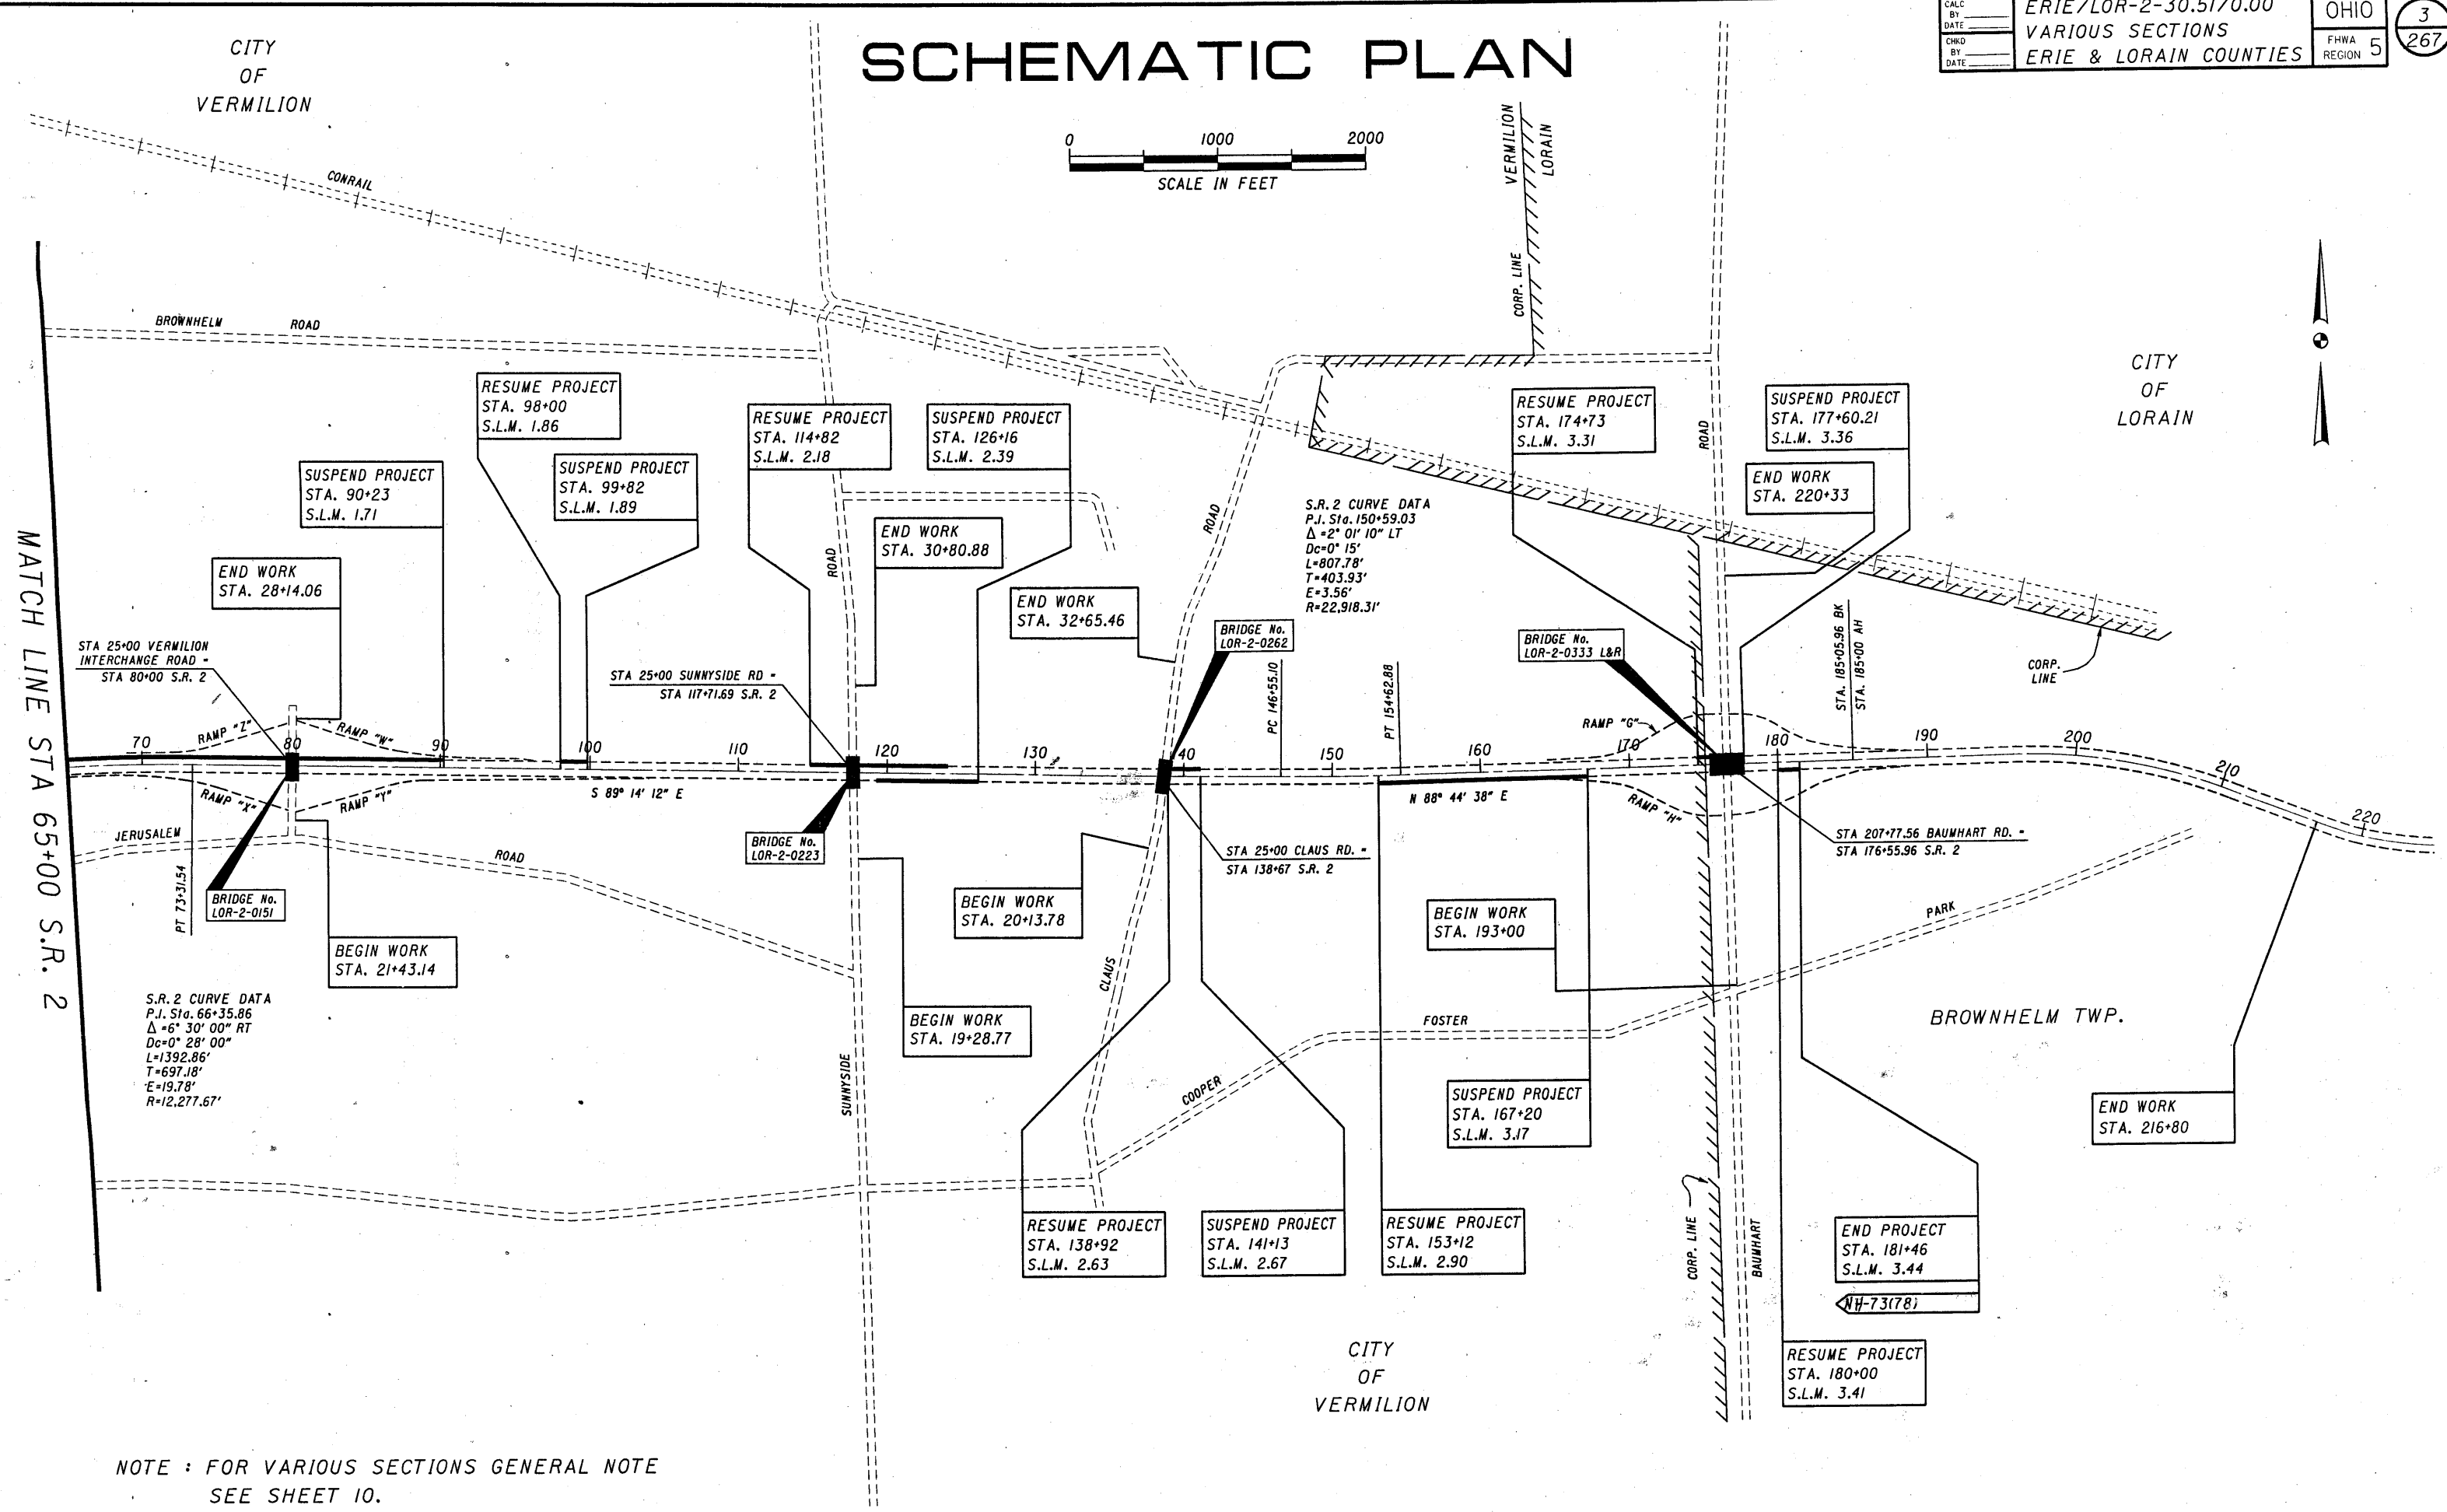 SCHEMATIC PLAN
CALC
BY
DATE
CHKD
BY
DATE
ERIE/LOR-2-30.51/0.00
VARIOUS SECTIONS
ERIE & LORAIN COUNTIES
OHIO
FHWA
REGION 5
3
267
CITY
OF
VERMILION
0 1000 2000
SCALE IN FEET
VERMILION
LORAIN
CORP. LINE
CONRAIL
BROWNHELM ROAD
CITY
OF
LORAIN
RESUME PROJECT
STA. 98+00
S.L.M. 1.86
SUSPEND PROJECT
STA. 90+23
S.L.M. 1.71
SUSPEND PROJECT
STA. 99+82
S.L.M. 1.89
RESUME PROJECT
STA. 114+82
S.L.M. 2.18
SUSPEND PROJECT
STA. 126+16
S.L.M. 2.39
RESUME PROJECT
STA. 174+73
S.L.M. 3.31
SUSPEND PROJECT
STA. 177+60.21
S.L.M. 3.36
ROAD
END WORK
STA. 220+33
END WORK
STA. 28+14.06
END WORK
STA. 30+80.88
ROAD
END WORK
STA. 32+65.46
ROAD
S.R. 2 CURVE DATA
P.I. Sta. 150+59.03
Δ =2° 01' 10" LT
Dc=0° 15'
L=807.78'
T=403.93'
E=3.56'
R=22,918.31'
MATCH LINE STA 65+00 S.R. 2
STA 25+00 VERMILION
INTERCHANGE ROAD =
STA 80+00 S.R. 2
STA 25+00 SUNNYSIDE RD =
STA 117+71.69 S.R. 2
BRIDGE No.
LOR-2-0262
BRIDGE No.
LOR-2-0333 L&R
PC 146+55.10
PT 154+62.88
STA. 185+05.96 BK
STA. 185+00 AH
CORP.
LINE
RAMP "Z"
RAMP "W"
RAMP "G"
70 80 90 100 110 120 130 140 150 160 170 180 190 200 210 220
RAMP "X"
RAMP "Y"
S 89° 14' 12" E
N 88° 44' 38" E
RAMP "H"
JERUSALEM
ROAD
PT 73+31.54
BRIDGE No.
LOR-2-0151
BRIDGE No.
LOR-2-0223
STA 25+00 CLAUS RD. =
STA 138+67 S.R. 2
STA 207+77.56 BAUMHART RD. =
STA 176+55.96 S.R. 2
BEGIN WORK
STA. 21+43.14
BEGIN WORK
STA. 20+13.78
BEGIN WORK
STA. 193+00
PARK
CLAUS
S.R. 2 CURVE DATA
P.I. Sta. 66+35.86
Δ =6° 30' 00" RT
Dc=0° 28' 00"
L=1392.86'
T=697.18'
E=19.78'
R=12,277.67'
BEGIN WORK
STA. 19+28.77
FOSTER
BROWNHELM TWP.
SUNNYSIDE
COOPER
SUSPEND PROJECT
STA. 167+20
S.L.M. 3.17
END WORK
STA. 216+80
RESUME PROJECT
STA. 138+92
S.L.M. 2.63
SUSPEND PROJECT
STA. 141+13
S.L.M. 2.67
RESUME PROJECT
STA. 153+12
S.L.M. 2.90
CORP. LINE
BAUMHART
END PROJECT
STA. 181+46
S.L.M. 3.44
NH-73(78)
RESUME PROJECT
STA. 180+00
S.L.M. 3.41
CITY
OF
VERMILION
NOTE : FOR VARIOUS SECTIONS GENERAL NOTE
SEE SHEET 10.